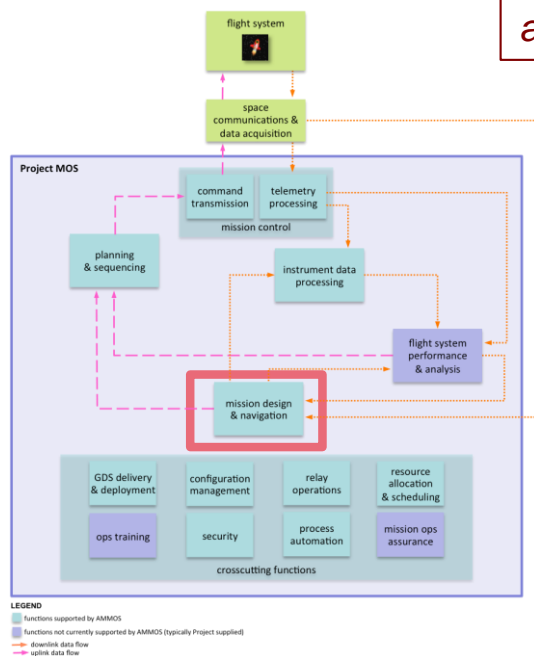 a
flight system
space
communications &
data acquisition
Project MOS
command
transmission
telemetry
processing
mission control
planning
& sequencing
instrument data
processing
flight system
performance
& analysis
mission design
& navigation
GDS delivery
& deployment
configuration
management
relay
operations
resource
allocation
& scheduling
ops training
security
process
automation
mission ops
assurance
crosscutting functions
LEGEND
functions supported by AMMOS
functions not currently supported by AMMOS (typically Project supplied)
downlink data flow
uplink data flow